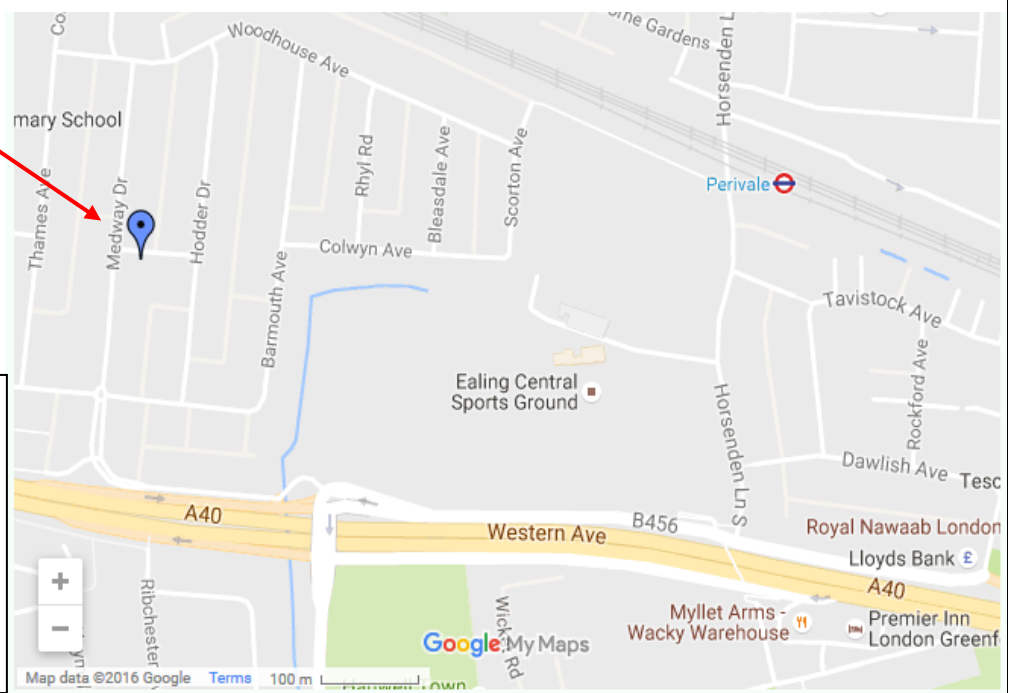 Woodhouse Ave
Gardens
Horsenden L
mary School
Rhyl Rd
Bleasdale Ave
Scorton Ave
Perivale
Thames Ave
Medway Dr
Hodder Dr
Colwyn Ave
Barmouth Ave
Tavistock Ave
Rockford Ave
Ealing Central
Sports Ground
Horsenden Ln S
Dawlish Ave
Tesc
A40
Western Ave
B456
Royal Nawaab London
Lloyds Bank £
A40
Ribchester
Wick
Rd
Myllet Arms -
Wacky Warehouse
Premier Inn
London Greenf
+
−
Google My Maps
Map data ©2016 Google Terms 100 m